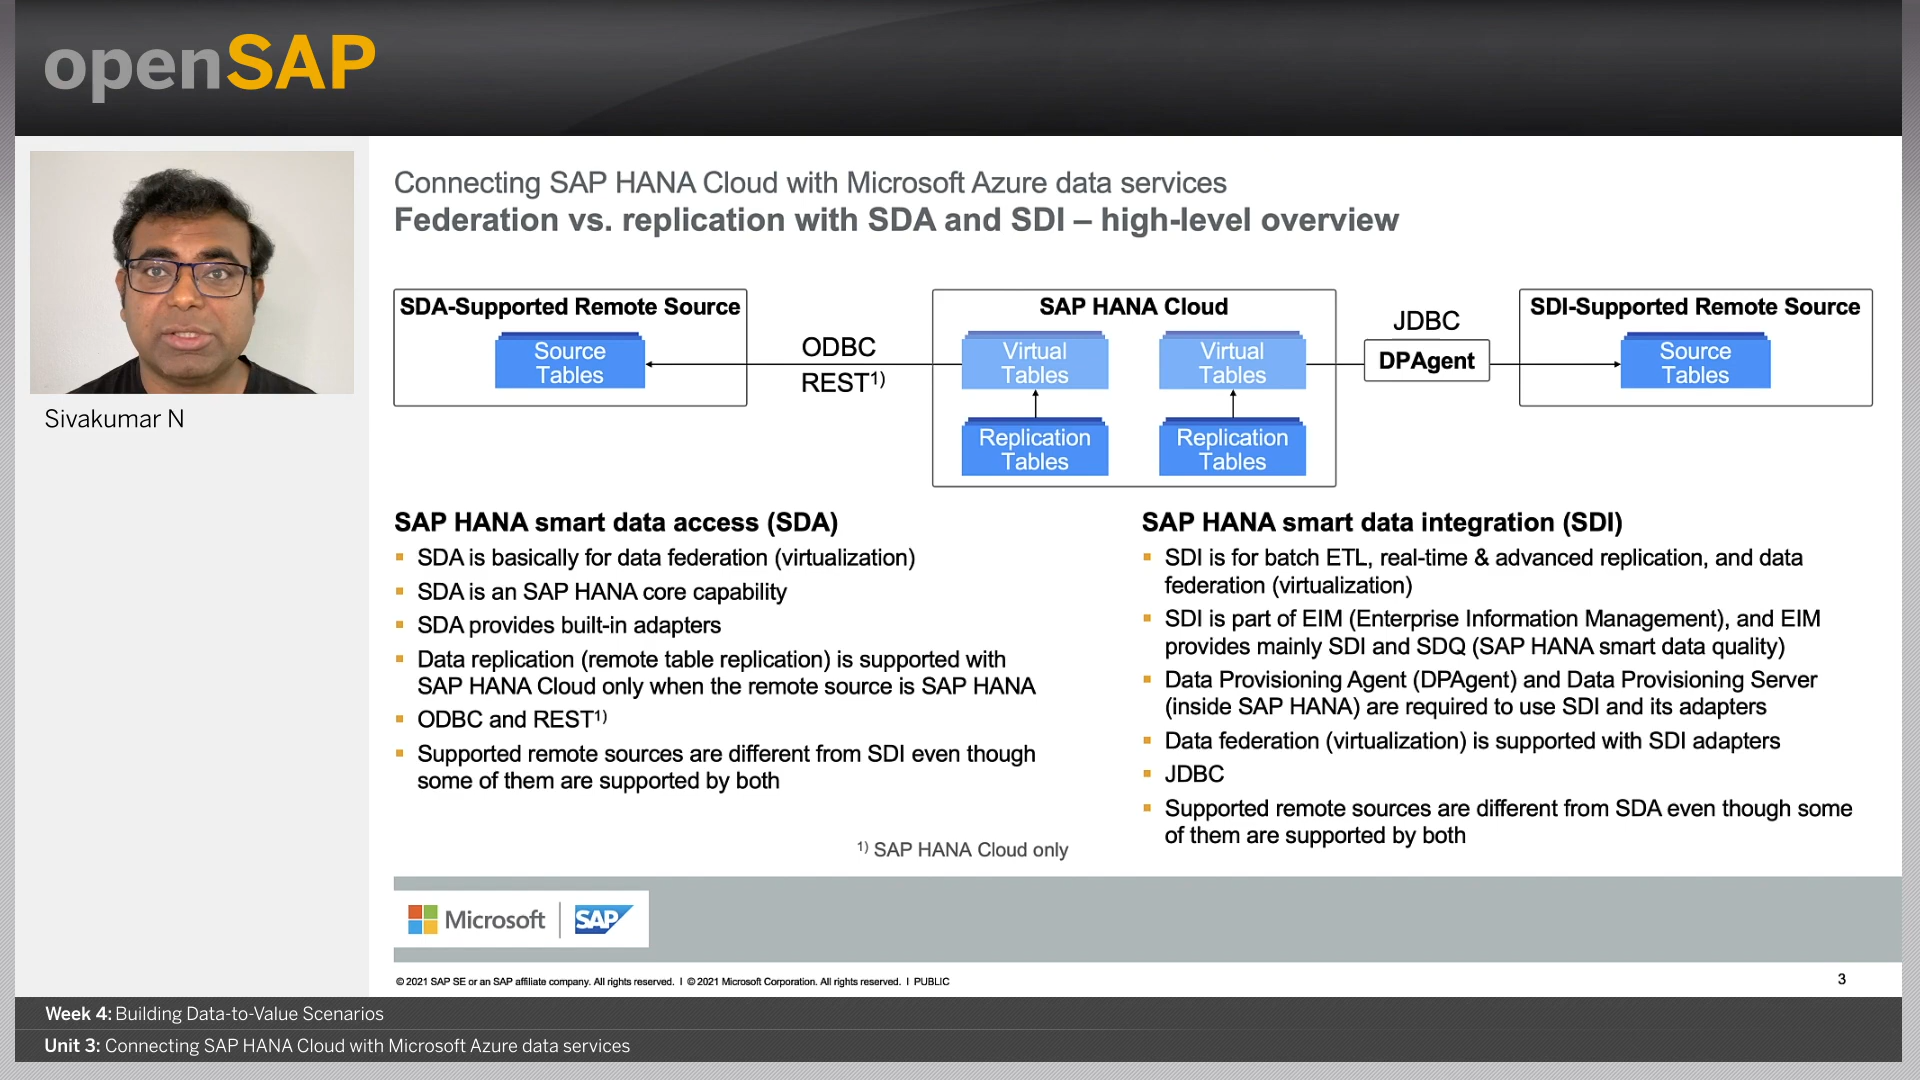 openSAP
Sivakumar N
Connecting SAP HANA Cloud with Microsoft Azure data services
Federation vs. replication with SDA and SDI – high-level overview
SDA-Supported Remote Source
Source
Tables
ODBC
REST1)
SAP HANA Cloud
Virtual
Tables
Virtual
Tables
Replication
Tables
Replication
Tables
JDBC
DPAgent
SDI-Supported Remote Source
Source
Tables
SAP HANA smart data access (SDA)
SDA is basically for data federation (virtualization)
SDA is an SAP HANA core capability
SDA provides built-in adapters
Data replication (remote table replication) is supported with
SAP HANA Cloud only when the remote source is SAP HANA
ODBC and REST1)
Supported remote sources are different from SDI even though
some of them are supported by both
1) SAP HANA Cloud only
SAP HANA smart data integration (SDI)
SDI is for batch ETL, real-time & advanced replication, and data
federation (virtualization)
SDI is part of EIM (Enterprise Information Management), and EIM
provides mainly SDI and SDQ (SAP HANA smart data quality)
Data Provisioning Agent (DPAgent) and Data Provisioning Server
(inside SAP HANA) are required to use SDI and its adapters
Data federation (virtualization) is supported with SDI adapters
JDBC
Supported remote sources are different from SDA even though some
of them are supported by both
Microsoft | SAP
© 2021 SAP SE or an SAP affiliate company. All rights reserved. I © 2021 Microsoft Corporation. All rights reserved. I PUBLIC
3
Week 4: Building Data-to-Value Scenarios
Unit 3: Connecting SAP HANA Cloud with Microsoft Azure data services